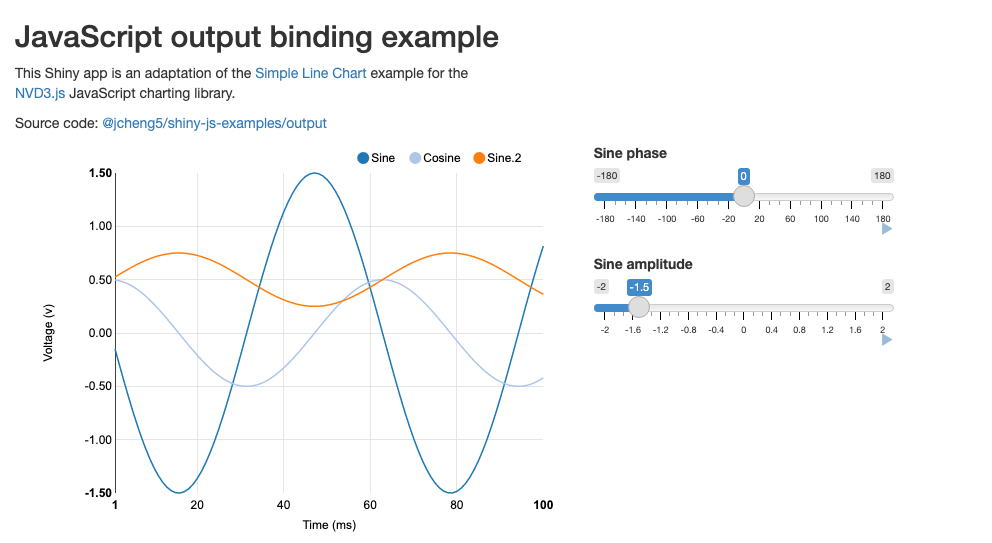 JavaScript output binding example
This Shiny app is an adaptation of the Simple Line Chart example for the
NVD3.js JavaScript charting library.
Source code: @jcheng5/shiny-js-examples/output
Sine Cosine Sine.2
1.50
1.00
0.50
0.00
-0.50
-1.00
-1.50
Voltage (v)
1 20 40 60 80 100
Time (ms)
Sine phase
-180 0 180
-180 -140 -100 -60 -20 20 60 100 140 180
Sine amplitude
-2 -1.5 2
-2 -1.6 -1.2 -0.8 -0.4 0 0.4 0.8 1.2 1.6 2